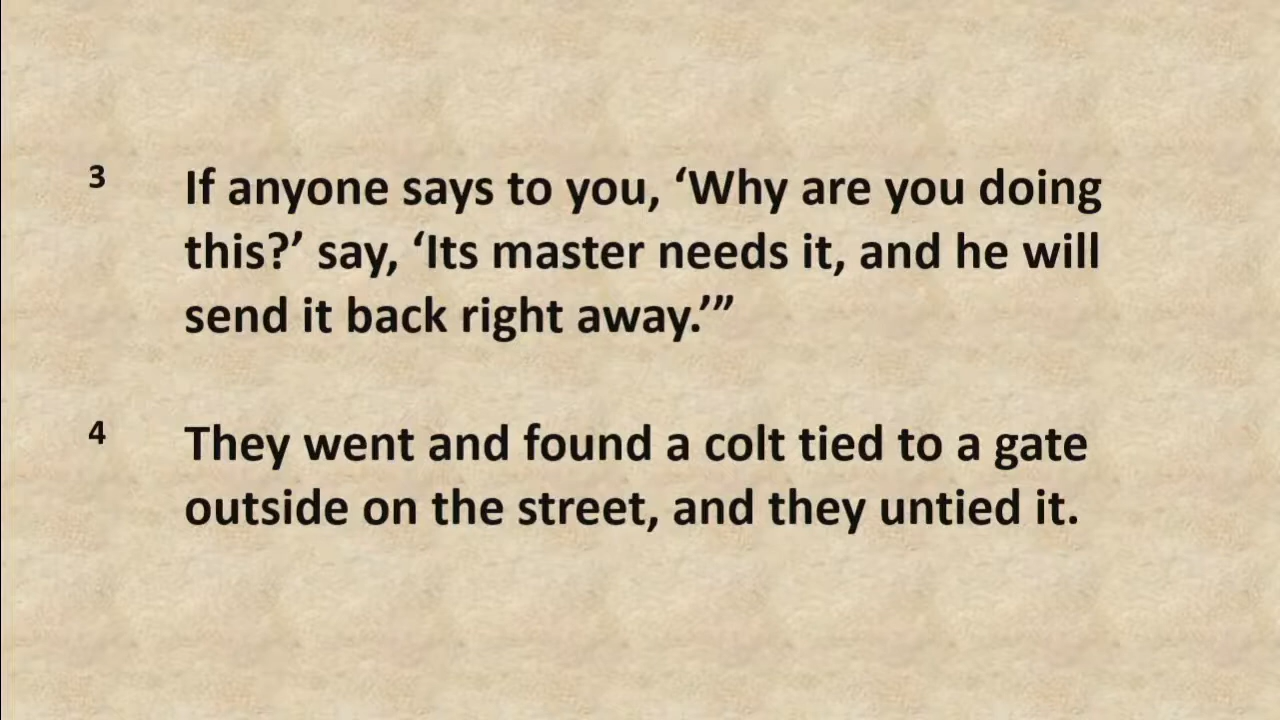 3 If anyone says to you, ‘Why are you doing
this?’ say, ‘Its master needs it, and he will
send it back right away.’”
4 They went and found a colt tied to a gate
outside on the street, and they untied it.